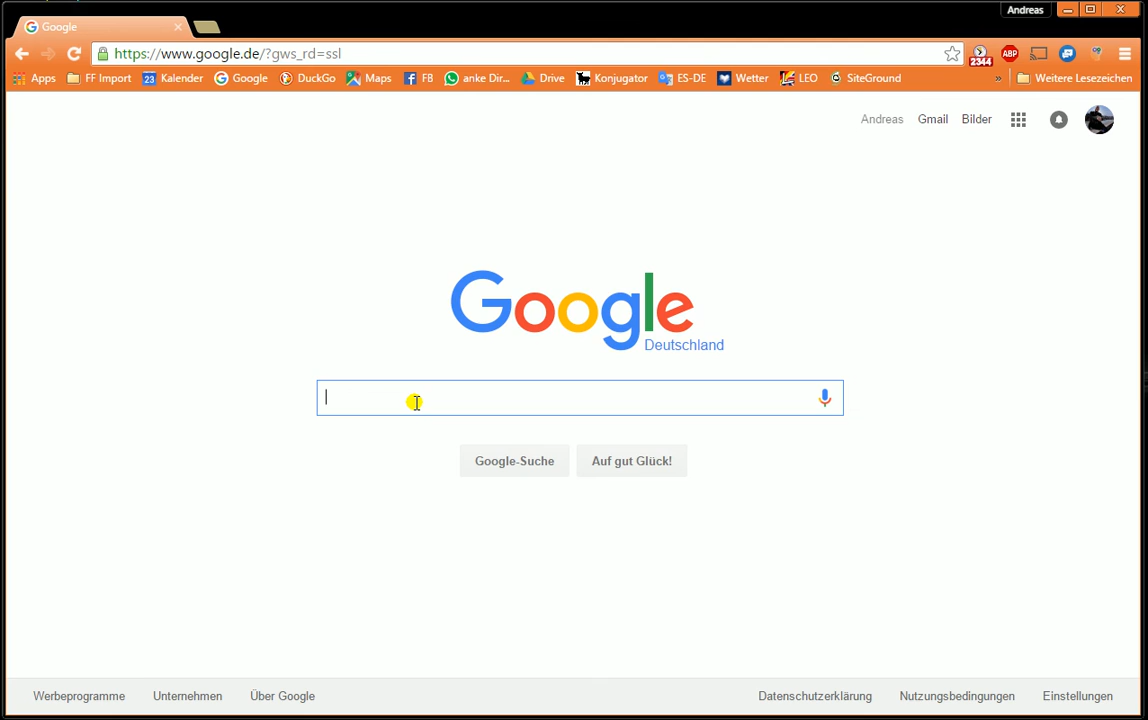 Andreas
Google
https://www.google.de/?gws_rd=ssl
2344
ABP
Apps
FF Import
23
Kalender
Google
DuckGo
Maps
FB
anke Dir...
Drive
Konjugator
ES-DE
Wetter
LEO
SiteGround
»
Weitere Lesezeichen
Andreas Gmail Bilder
Google
Deutschland
Google-Suche Auf gut Glück!
Werbeprogramme Unternehmen Über Google Datenschutzerklärung Nutzungsbedingungen Einstellungen